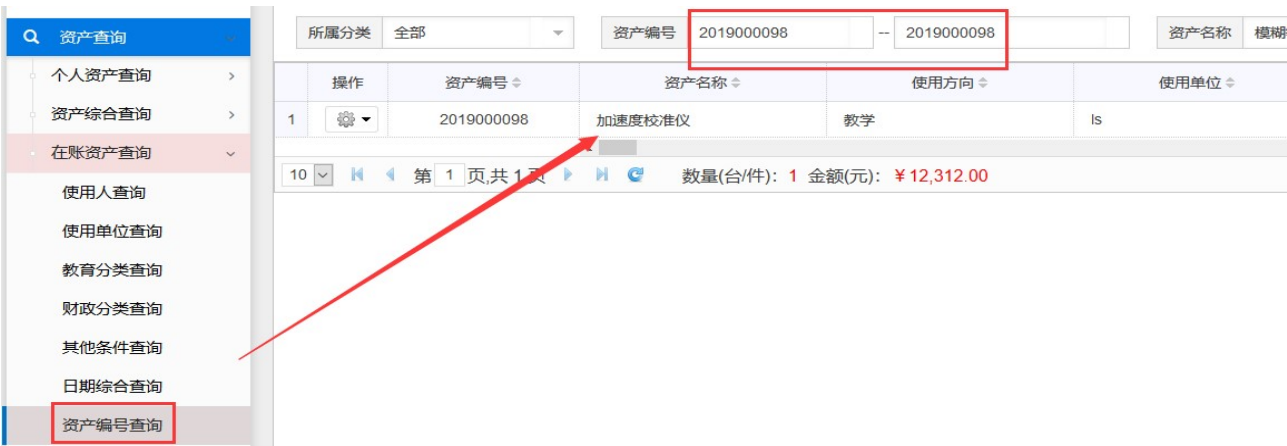 资产查询
个人资产查询
资产综合查询
在账资产查询
使用人查询
使用单位查询
教育分类查询
财政分类查询
其他条件查询
日期综合查询
资产编号查询
所属分类 全部 资产编号 2019000098 -- 2019000098 资产名称 模糊
操作 资产编号 资产名称 使用方向 使用单位
1 2019000098 加速度校准仪 教学 ls
10 第 1 页,共 1 页 数量(台/件): 1 金额(元): ¥12,312.00